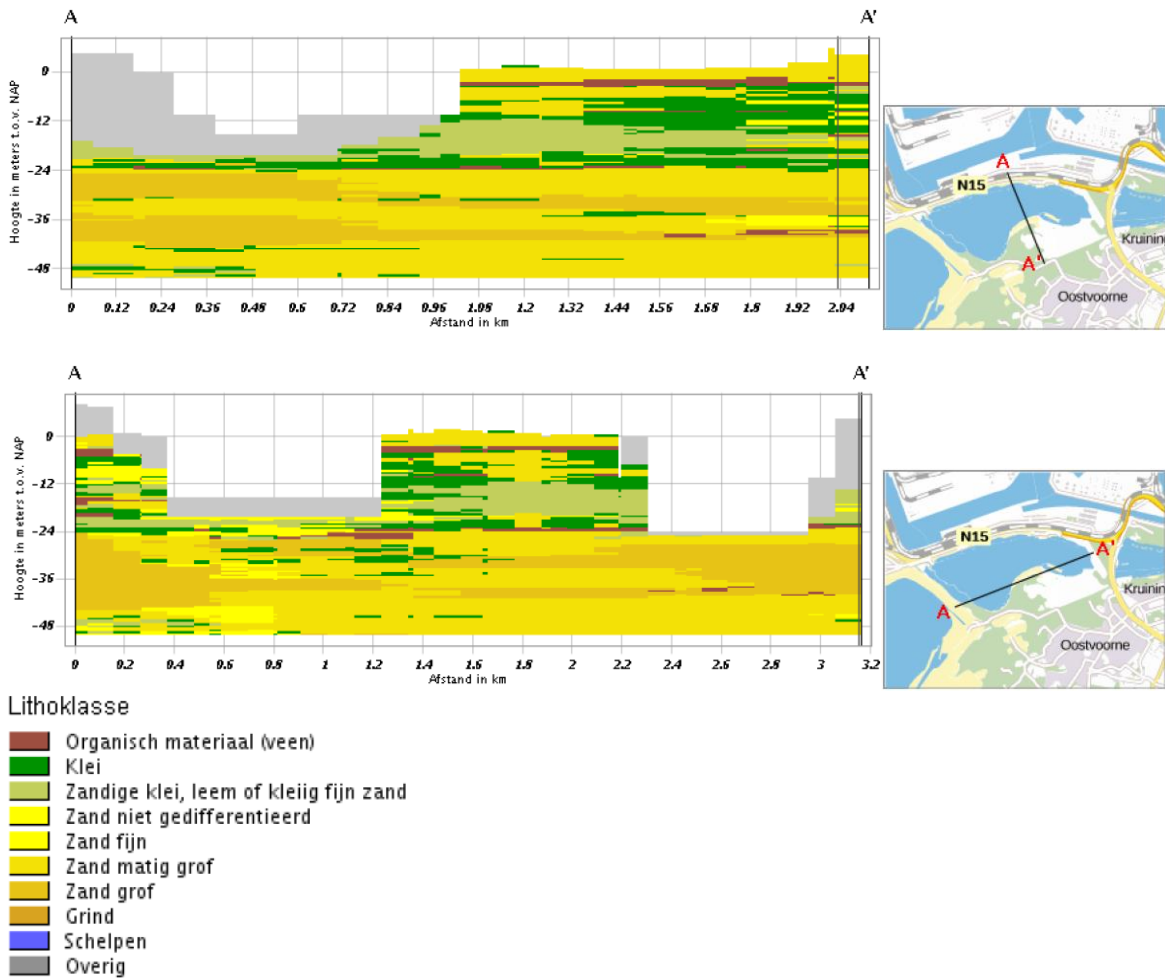 A A'
Hoogte in meters t.o.v. NAP
0
-12
-24
-36
-48
0 0.12 0.24 0.36 0.48 0.6 0.72 0.84 0.96 1.08 1.2 1.32 1.44 1.56 1.68 1.8 1.92 2.04
Afstand in km
A
N15
A'
Kruining
Oostvoorne
A A'
Hoogte in meters t.o.v. NAP
0
-12
-24
-36
-48
0 0.2 0.4 0.6 0.8 1 1.2 1.4 1.6 1.8 2 2.2 2.4 2.6 2.8 3 3.2
Afstand in km
N15
A'
Kruinin
A
Oostvoorne
Lithoklasse
Organisch materiaal (veen)
Klei
Zandige klei, leem of kleiig fijn zand
Zand niet gedifferentieerd
Zand fijn
Zand matig grof
Zand grof
Grind
Schelpen
Overig